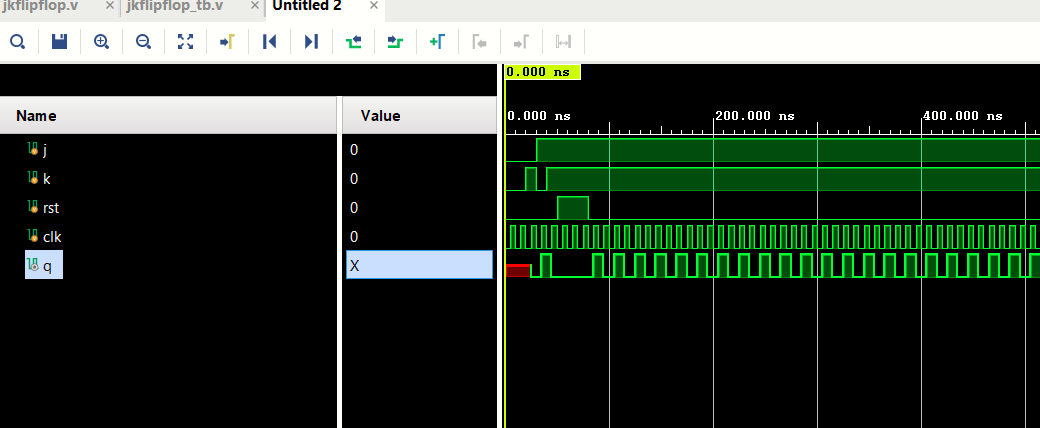 jkflipflop.v × jkflipflop_tb.v × Untitled 2 ×
0.000 ns
Name Value 0.000 ns 200.000 ns 400.000 ns
j 0
k 0
rst 0
clk 0
q X